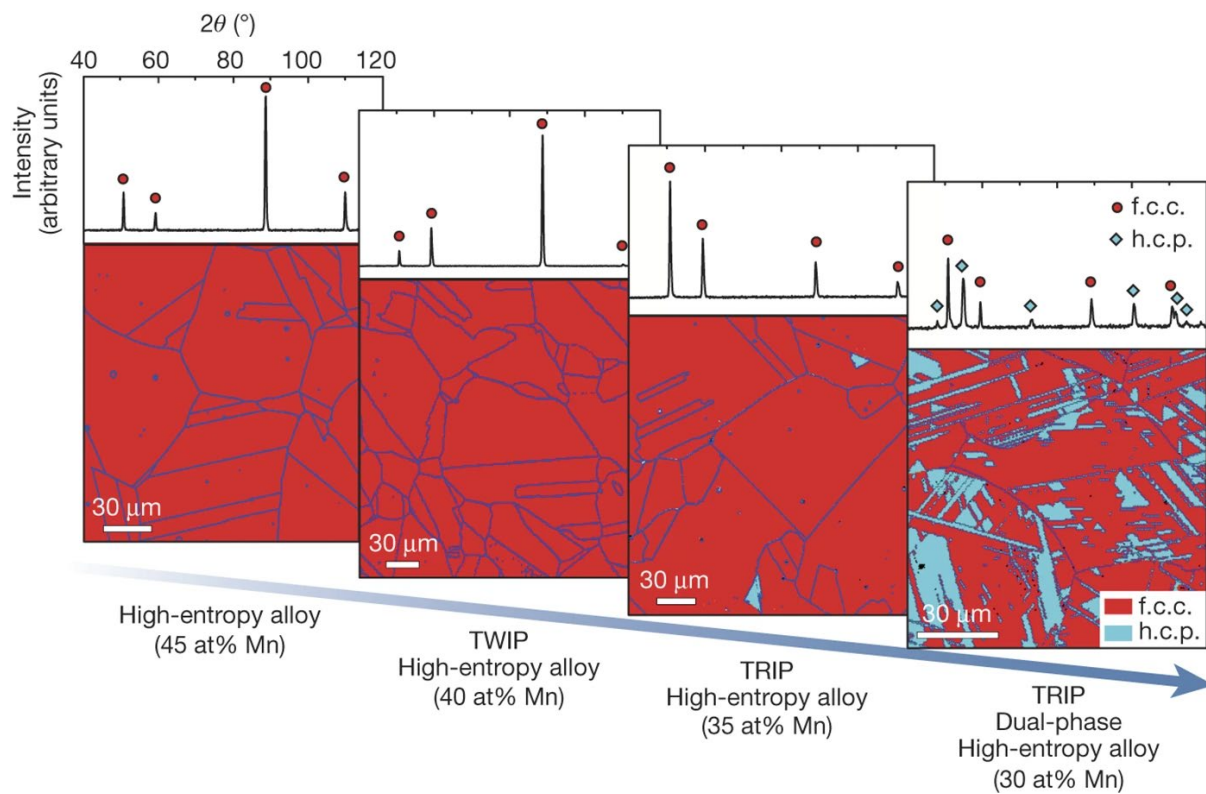 2θ (°)
40 60 80 100 120
Intensity
(arbitrary units)
f.c.c.
h.c.p.
30 μm
30 μm
30 μm
30 μm
f.c.c.
h.c.p.
High-entropy alloy
(45 at% Mn)
TWIP
High-entropy alloy
(40 at% Mn)
TRIP
High-entropy alloy
(35 at% Mn)
TRIP
Dual-phase
High-entropy alloy
(30 at% Mn)